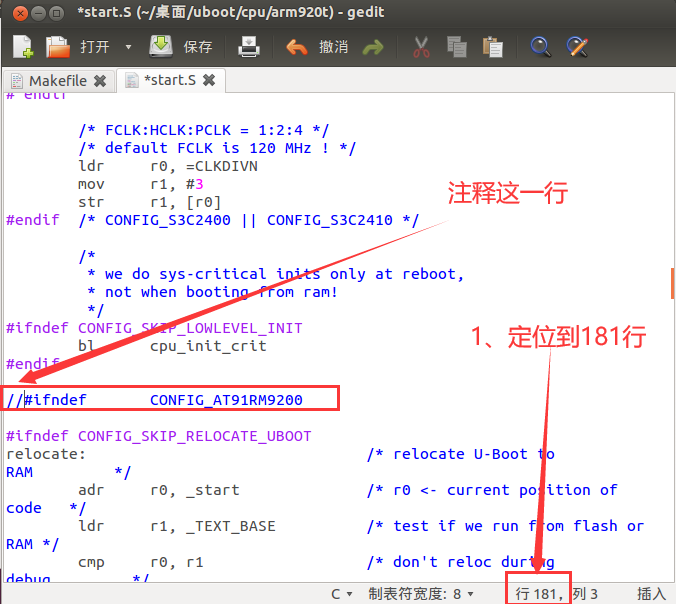 *start.S (~/桌面/uboot/cpu/arm920t) - gedit
打开 保存 撤消
Makefile *start.S
# endif
/* FCLK:HCLK:PCLK = 1:2:4 */
/* default FCLK is 120 MHz ! */
ldr r0, =CLKDIVN
mov r1, #3
str r1, [r0]
#endif /* CONFIG_S3C2400 || CONFIG_S3C2410 */
注释这一行
/*
* we do sys-critical inits only at reboot,
* not when booting from ram!
*/
#ifndef CONFIG_SKIP_LOWLEVEL_INIT
1、定位到181行
bl cpu_init_crit
#endif
//#ifndef CONFIG_AT91RM9200
#ifndef CONFIG_SKIP_RELOCATE_UBOOT
relocate: /* relocate U-Boot to
RAM */
adr r0, _start /* r0 <- current position of
code */
ldr r1, _TEXT_BASE /* test if we run from flash or
RAM */
cmp r0, r1 /* don't reloc during
debug */
C 制表符宽度: 8 行 181, 列 3 插入